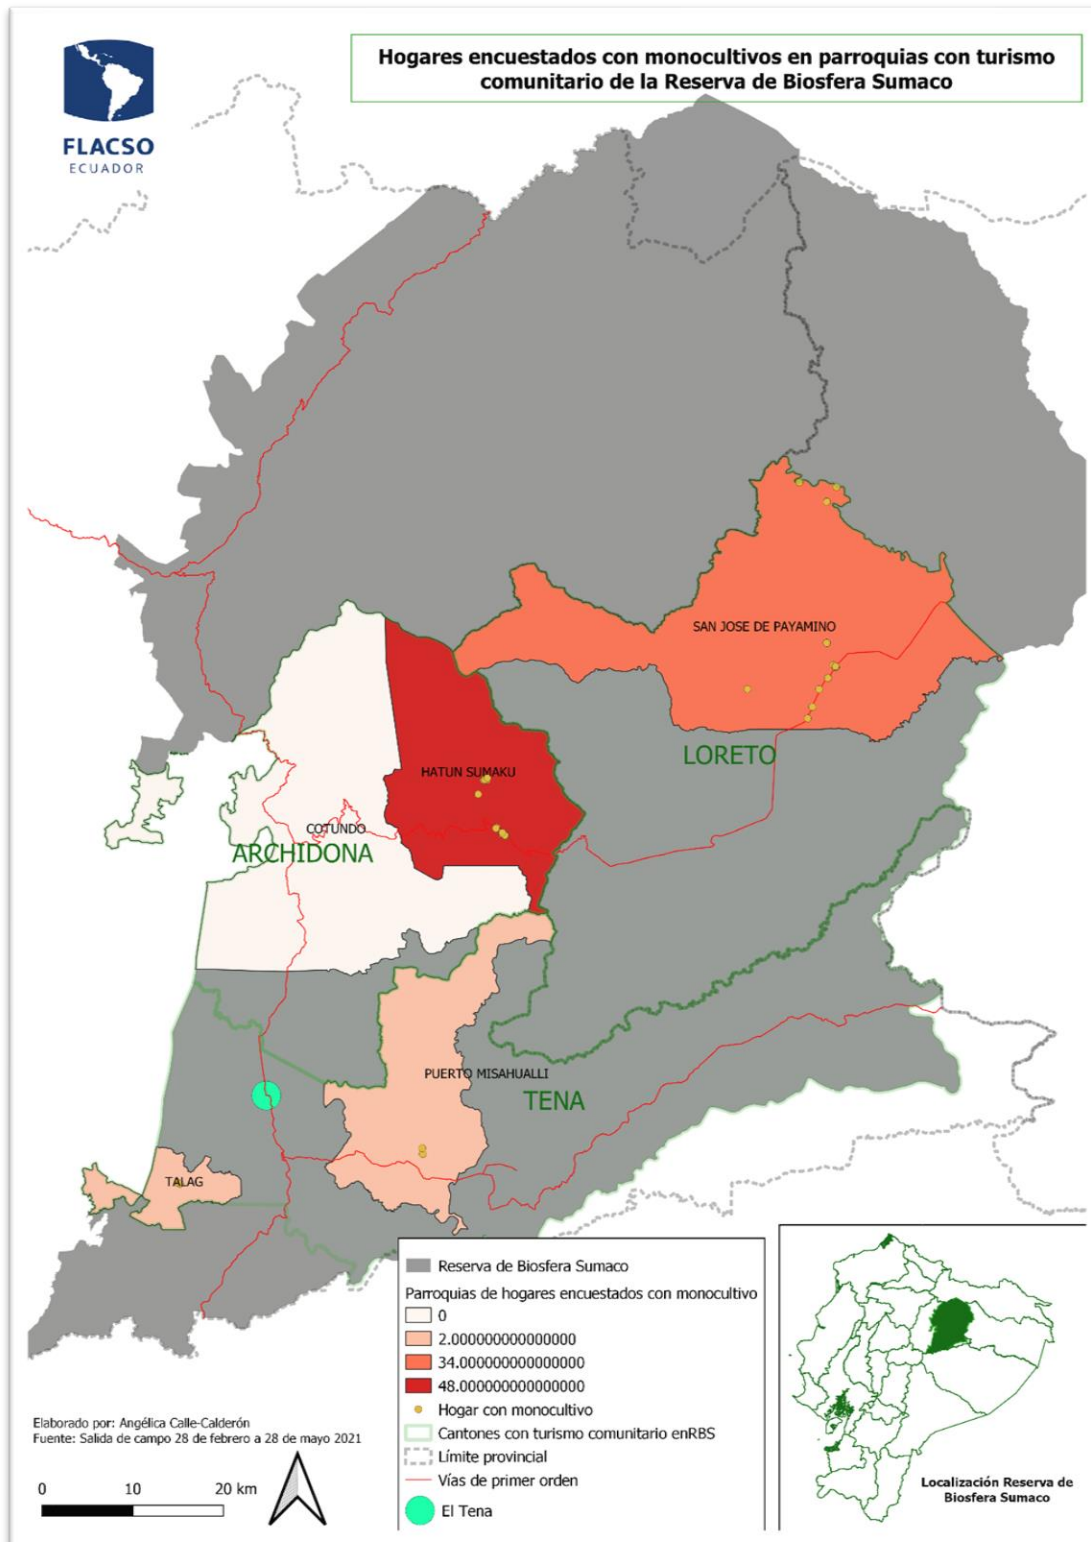 Hogares encuestados con monocultivos en parroquias con turismo
comunitario de la Reserva de Biosfera Sumaco
FLACSO
ECUADOR
SAN JOSE DE PAYAMINO
LORETO
HATUN SUMAKU
COTUNDO
ARCHIDONA
PUERTO MISAHUALLI
TENA
TALAG
Reserva de Biosfera Sumaco
Parroquias de hogares encuestados con monocultivo
0
2.000000000000000
34.000000000000000
48.000000000000000
Hogar con monocultivo
Cantones con turismo comunitario enRBS
Límite provincial
Vías de primer orden
El Tena
Elaborado por: Angélica Calle-Calderón
Fuente: Salida de campo 28 de febrero a 28 de mayo 2021
0 10 20 km
Localización Reserva de
Biosfera Sumaco